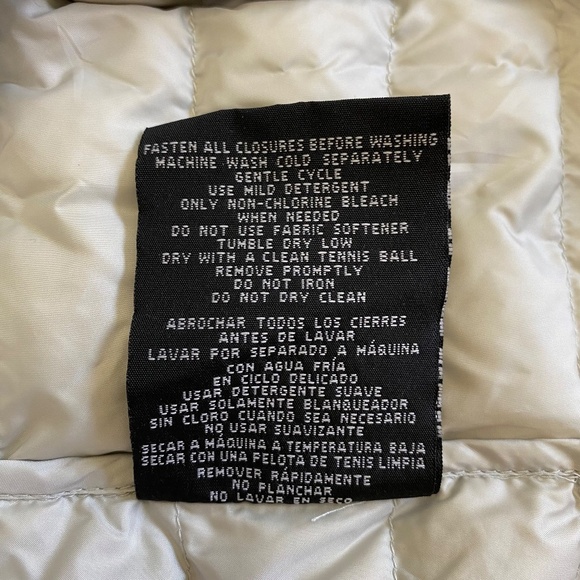 FASTEN ALL CLOSURES BEFORE WASHING
MACHINE WASH COLD SEPARATELY
GENTLE CYCLE
USE MILD DETERGENT
ONLY NON-CHLORINE BLEACH
WHEN NEEDED
DO NOT USE FABRIC SOFTENER
TUMBLE DRY LOW
DRY WITH A CLEAN TENNIS BALL
REMOVE PROMPTLY
DO NOT IRON
DO NOT DRY CLEAN
ABROCHAR TODOS LOS CIERRES
ANTES DE LAVAR
LAVAR POR SEPARADO A MÁQUINA
CON AGUA FRÍA
EN CICLO DELICADO
USAR DETERGENTE SUAVE
USAR SOLAMENTE BLANQUEADOR
SIN CLORO CUANDO SEA NECESARIO
NO USAR SUAVIZANTE
SECAR A MÁQUINA A TEMPERATURA BAJA
SECAR CON UNA PELOTA DE TENIS LIMPIA
REMOVER RÁPIDAMENTE
NO PLANCHAR
NO LAVAR EN SECO